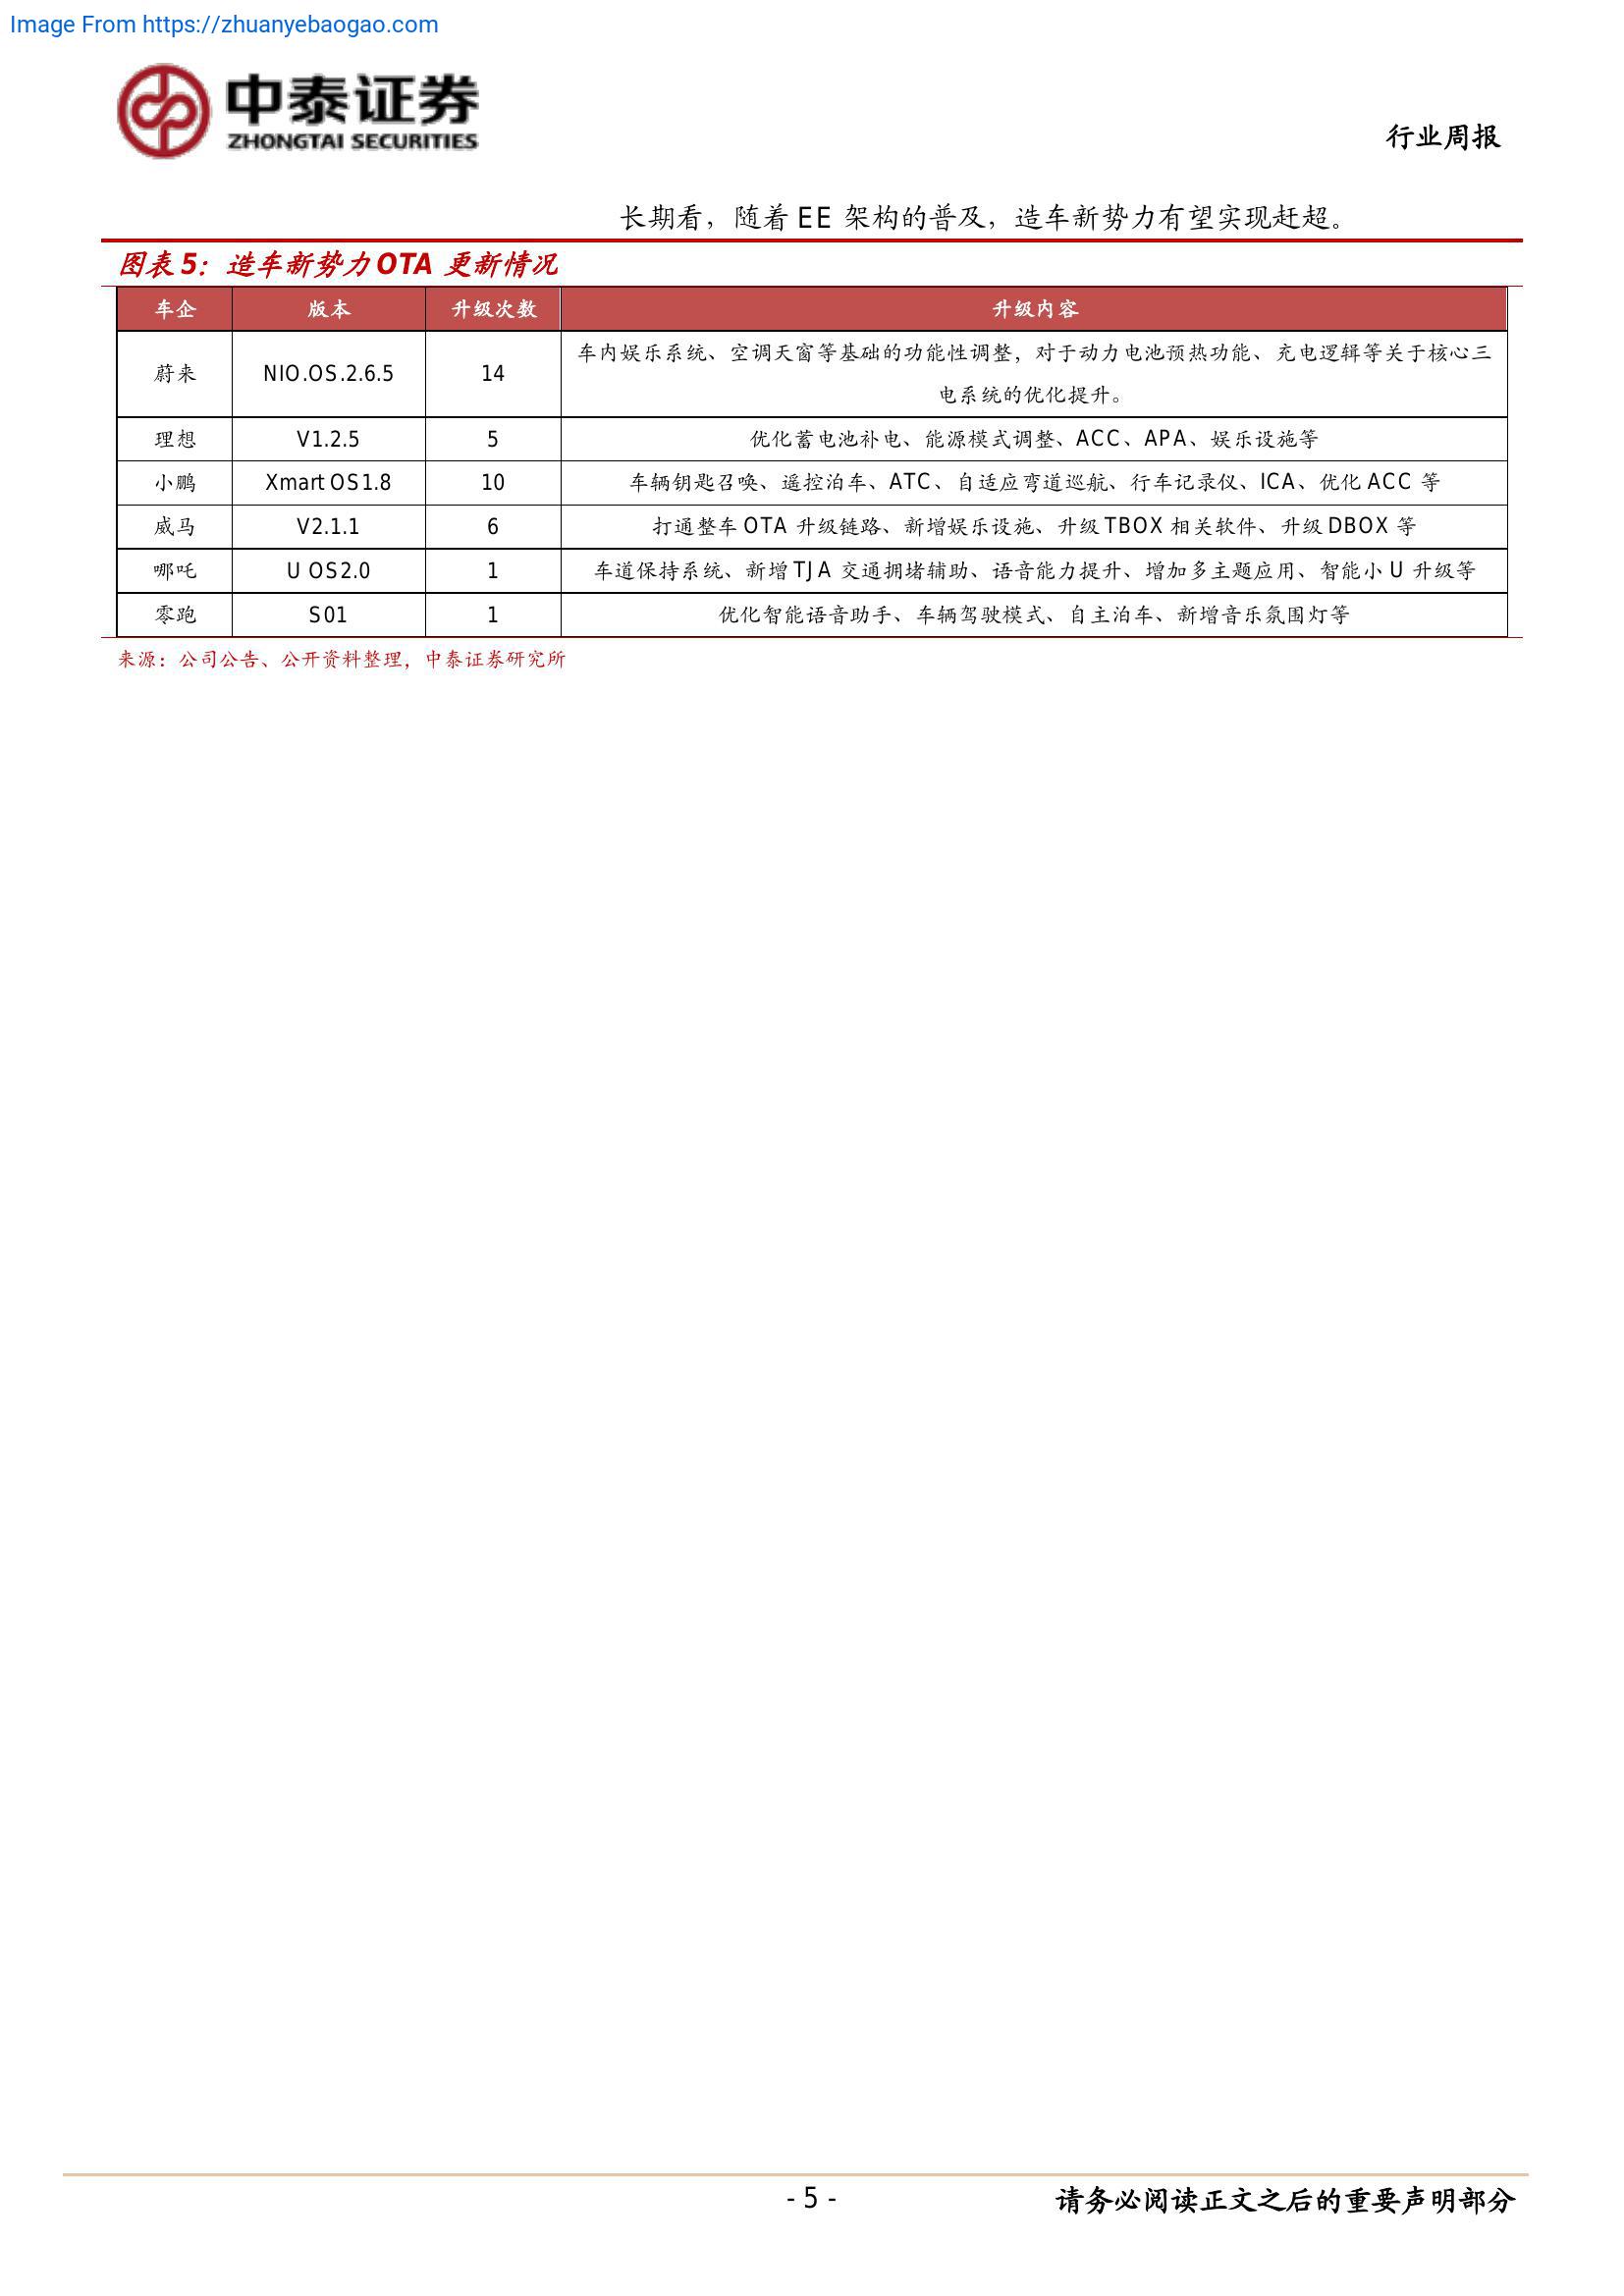 Image From https://zhuanyebaogao.com
中泰证券
ZHONGTAI SECURITIES
行业周报
长期看，随着 EE 架构的普及，造车新势力有望实现赶超。
图表 5：造车新势力 OTA 更新情况
车企 版本 升级次数 升级内容
蔚来 NIO.OS.2.6.5 14 车内娱乐系统、空调天窗等基础的功能性调整，对于动力电池预热功能、充电逻辑等关于核心三
电系统的优化提升。
理想 V1.2.5 5 优化蓄电池补电、能源模式调整、ACC、APA、娱乐设施等
小鹏 Xmart OS1.8 10 车辆钥匙召唤、遥控泊车、ATC、自适应弯道巡航、行车记录仪、ICA、优化 ACC 等
威马 V2.1.1 6 打通整车 OTA 升级链路、新增娱乐设施、升级 TBOX 相关软件、升级 DBOX 等
哪吒 U OS2.0 1 车道保持系统、新增 TJA 交通拥堵辅助、语音能力提升、增加多主题应用、智能小 U 升级等
零跑 S01 1 优化智能语音助手、车辆驾驶模式、自主泊车、新增音乐氛围灯等
来源：公司公告、公开资料整理，中泰证券研究所
- 5 -
请务必阅读正文之后的重要声明部分